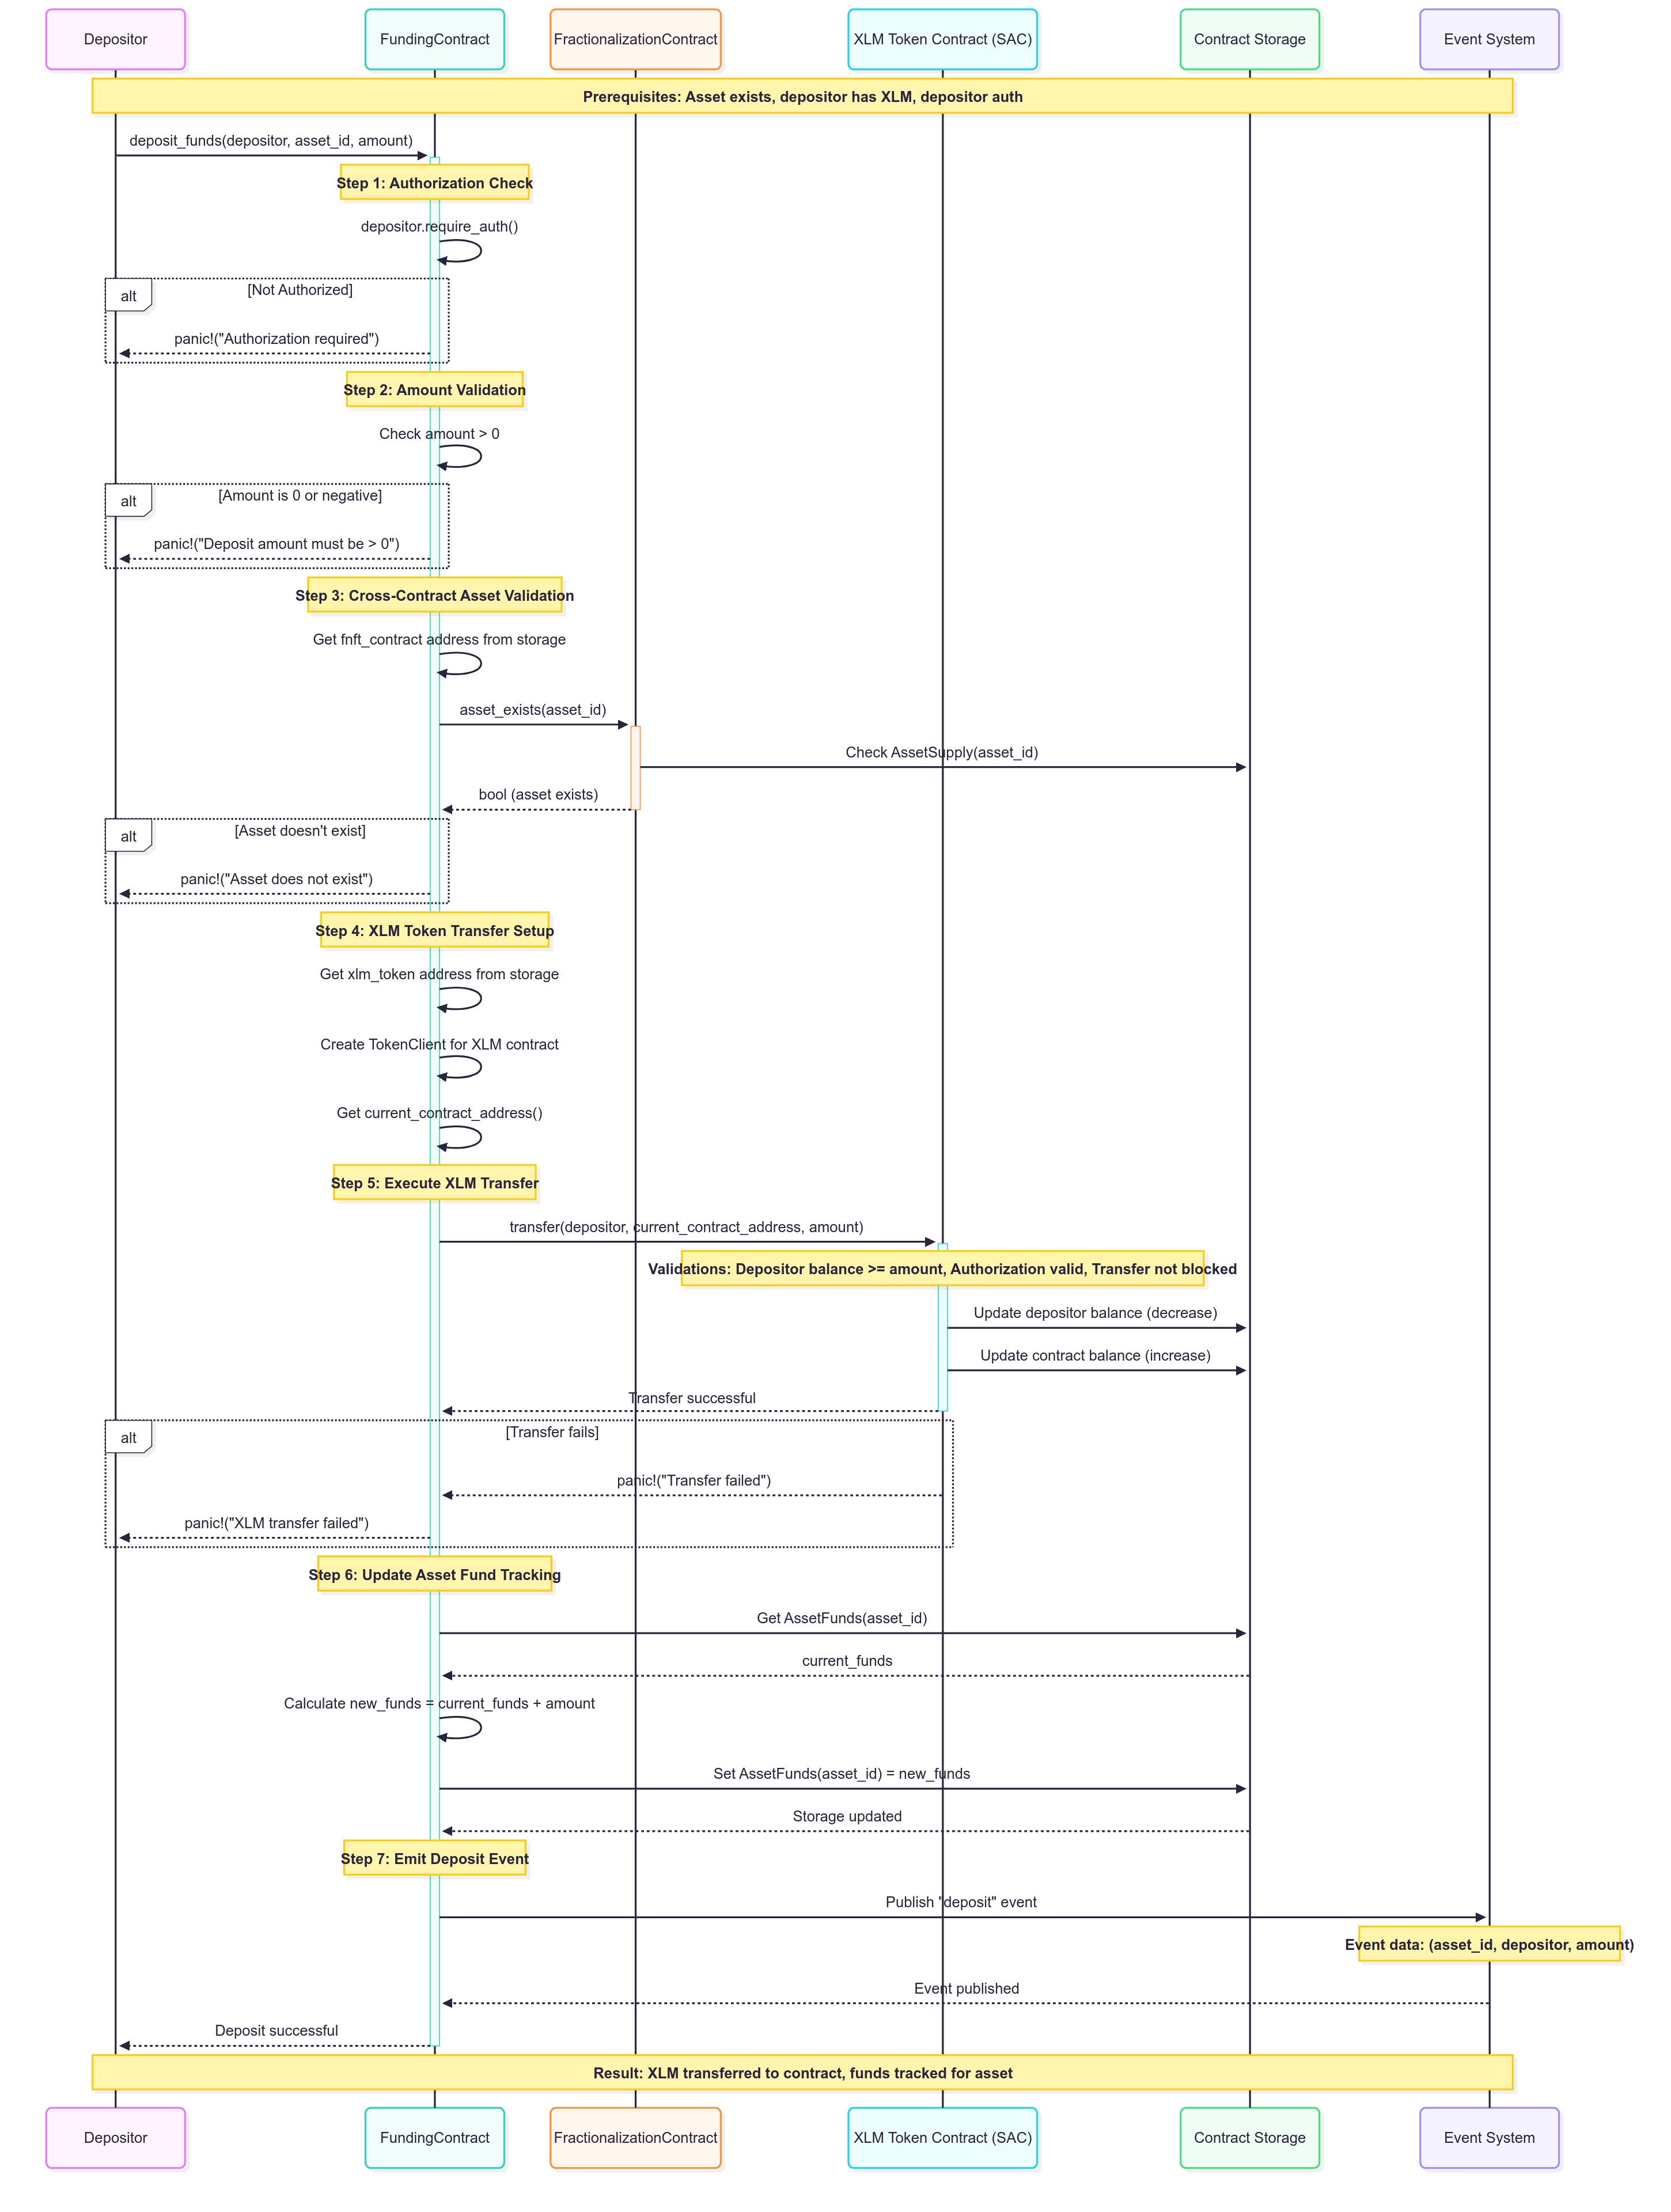 Depositor
FundingContract
FractionalizationContract
XLM Token Contract (SAC)
Contract Storage
Event System
Prerequisites: Asset exists, depositor has XLM, depositor auth
deposit_funds(depositor, asset_id, amount)
Step 1: Authorization Check
depositor.require_auth()
alt
[Not Authorized]
panic!("Authorization required")
Step 2: Amount Validation
Check amount > 0
alt
[Amount is 0 or negative]
panic!("Deposit amount must be > 0")
Step 3: Cross-Contract Asset Validation
Get fnft_contract address from storage
asset_exists(asset_id)
Check AssetSupply(asset_id)
bool (asset exists)
alt
[Asset doesn't exist]
panic!("Asset does not exist")
Step 4: XLM Token Transfer Setup
Get xlm_token address from storage
Create TokenClient for XLM contract
Get current_contract_address()
Step 5: Execute XLM Transfer
transfer(depositor, current_contract_address, amount)
Validations: Depositor balance >= amount, Authorization valid, Transfer not blocked
Update depositor balance (decrease)
Update contract balance (increase)
Transfer successful
alt
[Transfer fails]
panic!("Transfer failed")
panic!("XLM transfer failed")
Step 6: Update Asset Fund Tracking
Get AssetFunds(asset_id)
current_funds
Calculate new_funds = current_funds + amount
Set AssetFunds(asset_id) = new_funds
Storage updated
Step 7: Emit Deposit Event
Publish "deposit" event
Event data: (asset_id, depositor, amount)
Event published
Deposit successful
Result: XLM transferred to contract, funds tracked for asset
Depositor
FundingContract
FractionalizationContract
XLM Token Contract (SAC)
Contract Storage
Event System